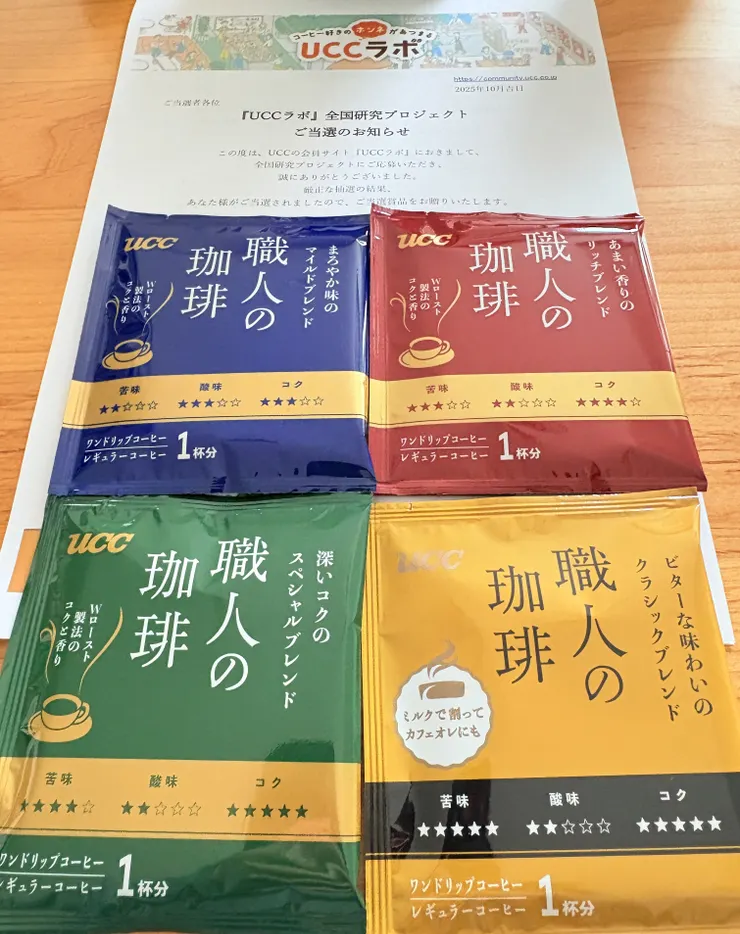 コーヒー好きのホンネがあつまる
UCCラボ
https://community.ucc.co.jp
2025年10月吉日
ご当選者各位
『UCCラボ』全国研究プロジェクト
ご当選のお知らせ
この度は、UCCの会員サイト『UCCラボ』におきまして、
全国研究プロジェクトにご応募いただき、
誠にありがとうございました。
厳正な抽選の結果、
あなた様がご当選されましたので、ご当選賞品をお贈りいたします。
UCC
職人の
珈琲
まろやか味の
マイルドブレンド
Wロースト
製法の
コクと香り
苦味
酸味
コク
★★☆☆☆
★★★☆☆
★★★☆☆
ワンドリップコーヒー
レギュラーコーヒー
1杯分
UCC
職人の
珈琲
あまい香りの
リッチブレンド
Wロースト
製法の
コクと香り
苦味
酸味
コク
★★★☆☆
★★☆☆☆
★★★★☆
ワンドリップコーヒー
レギュラーコーヒー
1杯分
UCC
職人の
珈琲
深いコクの
スペシャルブレンド
Wロースト
製法の
コクと香り
苦味
酸味
コク
★★★★☆
★★☆☆☆
★★★★★
ワンドリップコーヒー
レギュラーコーヒー
1杯分
UCC
職人の
珈琲
ビターな味わいの
クラシックブレンド
ミルクで割って
カフェオレにも
苦味
酸味
コク
★★★★★
★★☆☆☆
★★★★★
ワンドリップコーヒー
レギュラーコーヒー
1杯分